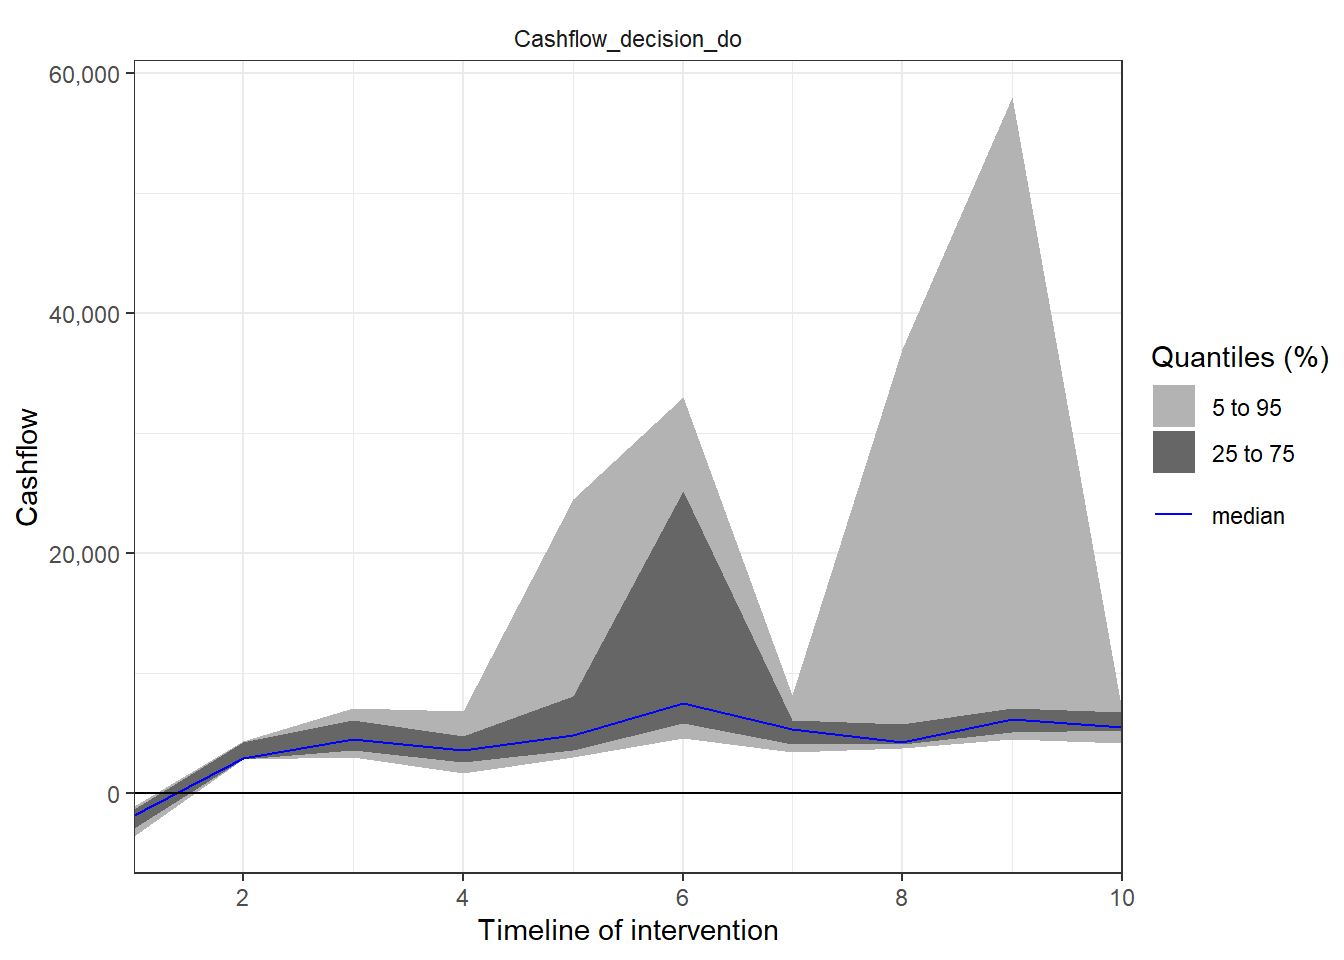 Cashflow_decision_do
60,000
40,000
20,000
0
Cashflow
2 4 6 8 10
Timeline of intervention
Quantiles (%)
5 to 95
25 to 75
median